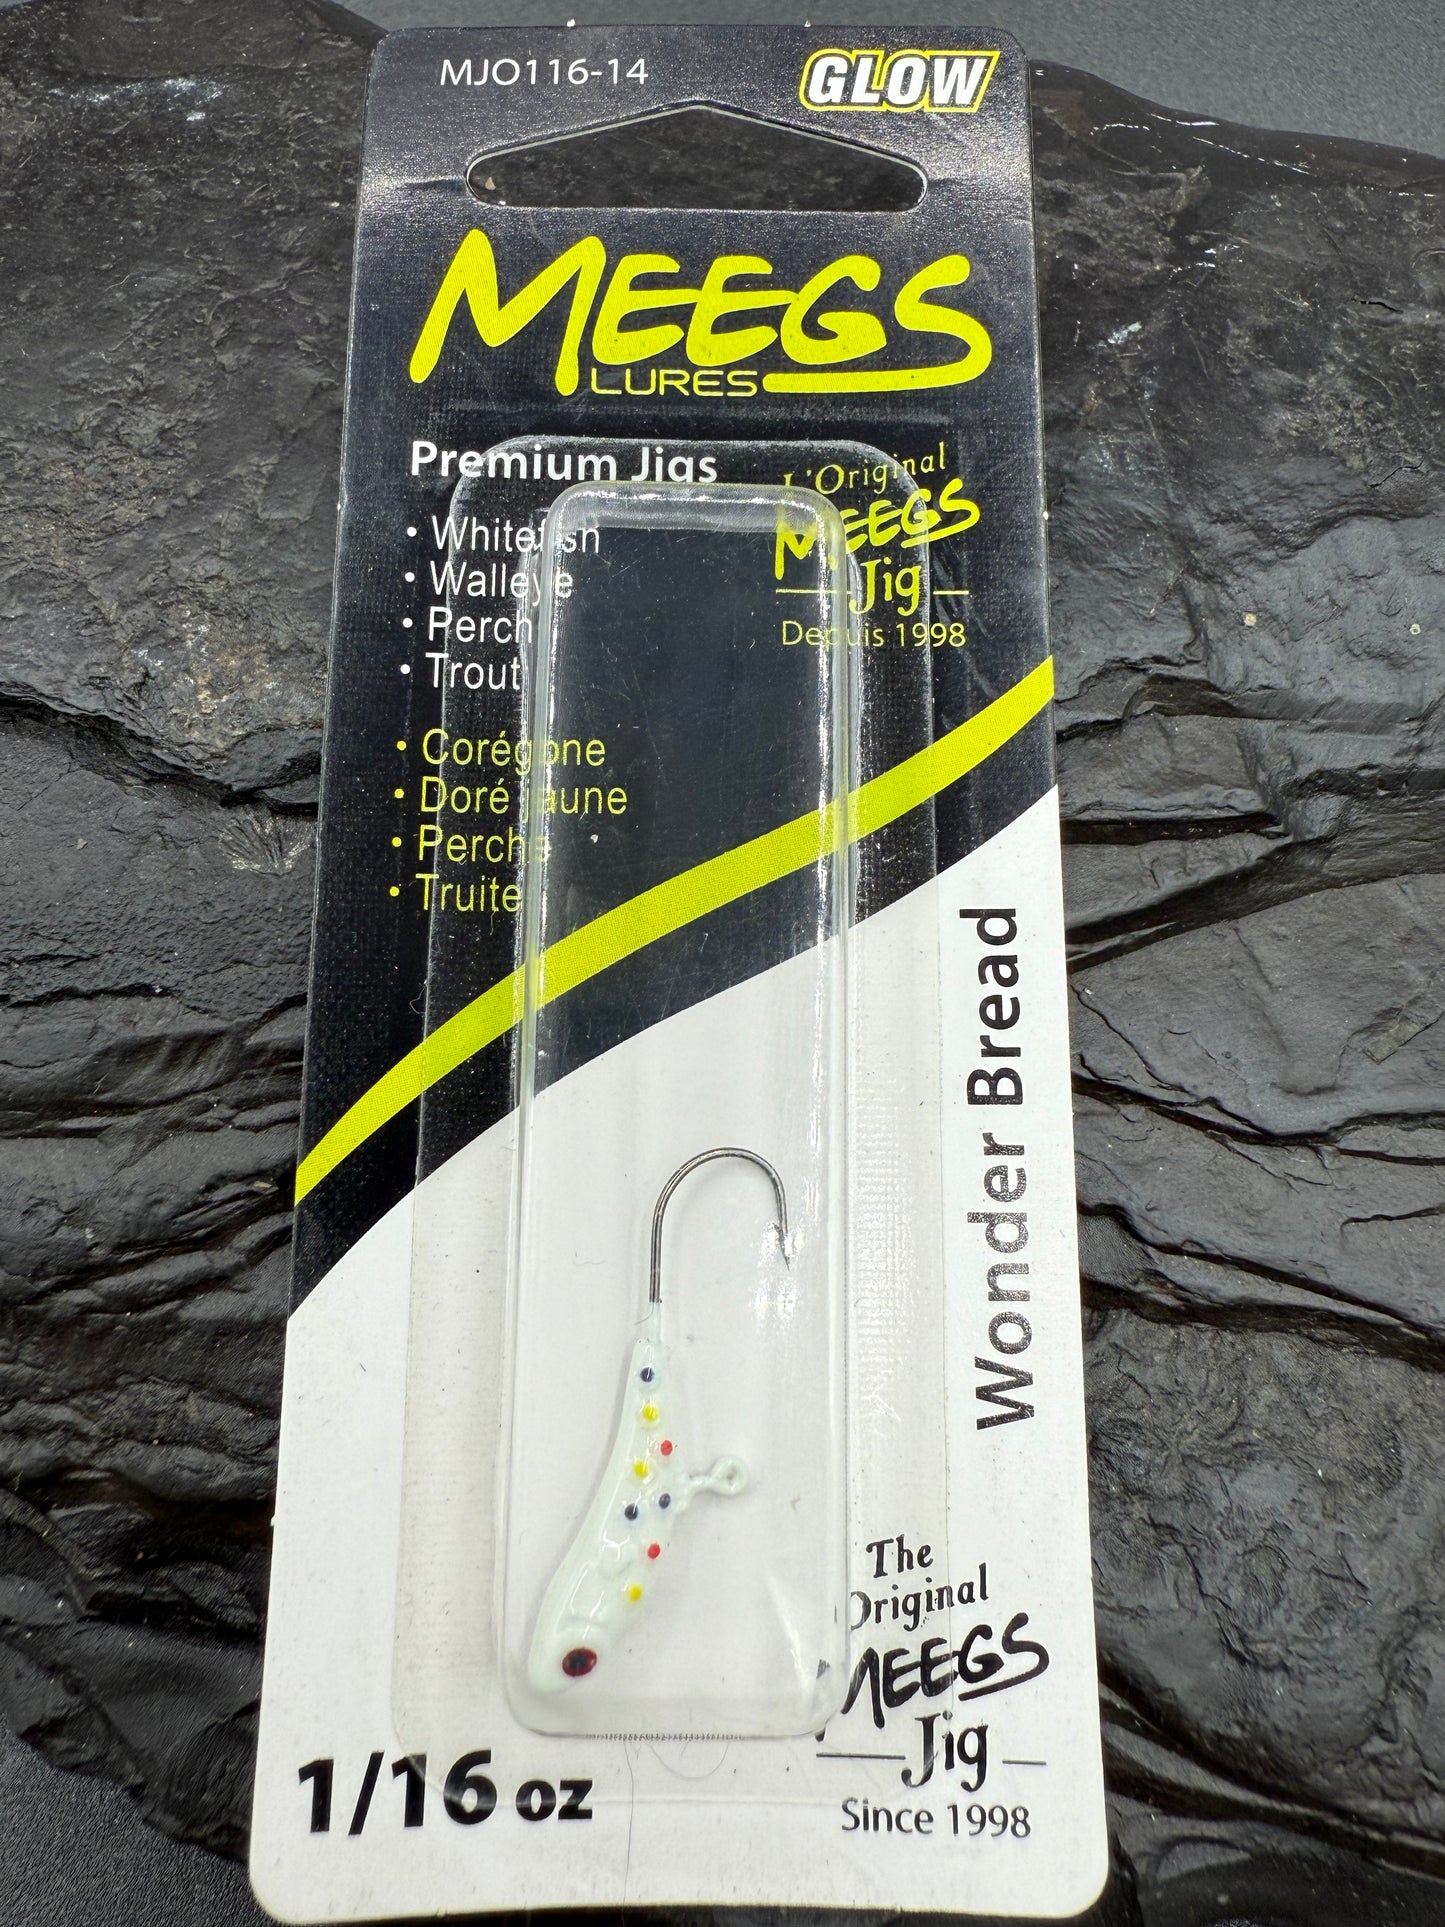 MJO116-14
GLOW
MEEGS
LURES
Premium Jigs
• Whitefish
• Walleye
• Perch
• Trout
L'Original
MEEGS
Jig
Depuis 1998
• Corégone
• Doré jaune
• Perche
• Truite
Wonder Bread
The
Original
MEEGS
Jig
Since 1998
1/16 oz